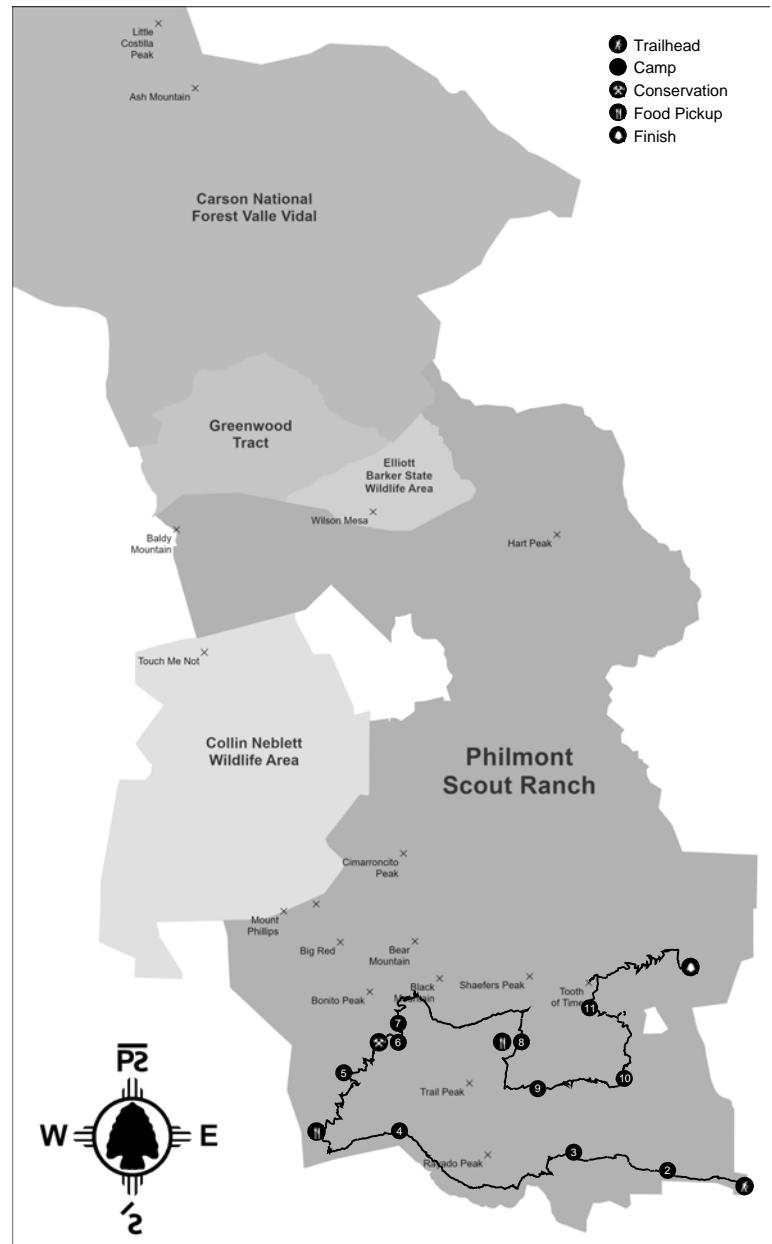 Little
Costilla
Peak
Ash Mountain
Trailhead
Camp
Conservation
Food Pickup
Finish
Carson National
Forest Valle Vidal
Greenwood
Tract
Elliott
Barker State
Wildlife Area
Wilson Mesa
Baldy
Mountain
Hart Peak
Touch Me Not
Collin Neblett
Wildlife Area
Philmont
Scout Ranch
Cimarroncito
Peak
Mount
Phillips
Big Red
Bear
Mountain
Black
Mountain
Shaefers Peak
Tooth
of Time
Bonito Peak
11
7
6
8
5
9
10
Trail Peak
4
3
Rayado Peak
2
W
E